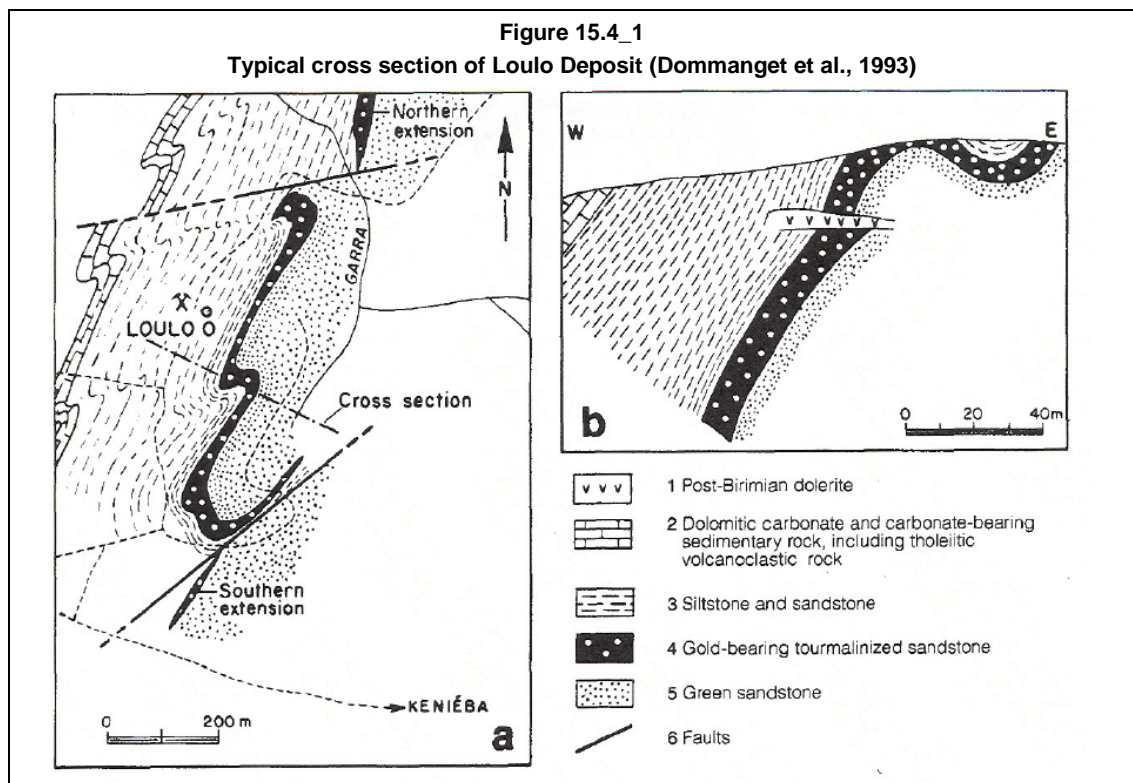 Figure 15.4_1
Typical cross section of Loulo Deposit (Dommanget et al., 1993)
Northern
extension
N
GARRA
LOULO O
Cross section
Southern
extension
KENIÉBA
0 200 m
a
W
E
b
0 20 40m
v v v 1 Post-Birimian dolerite
2 Dolomitic carbonate and carbonate-bearing
sedimentary rock, including tholeiitic
volcanoclastic rock
3 Siltstone and sandstone
4 Gold-bearing tourmalinized sandstone
5 Green sandstone
6 Faults